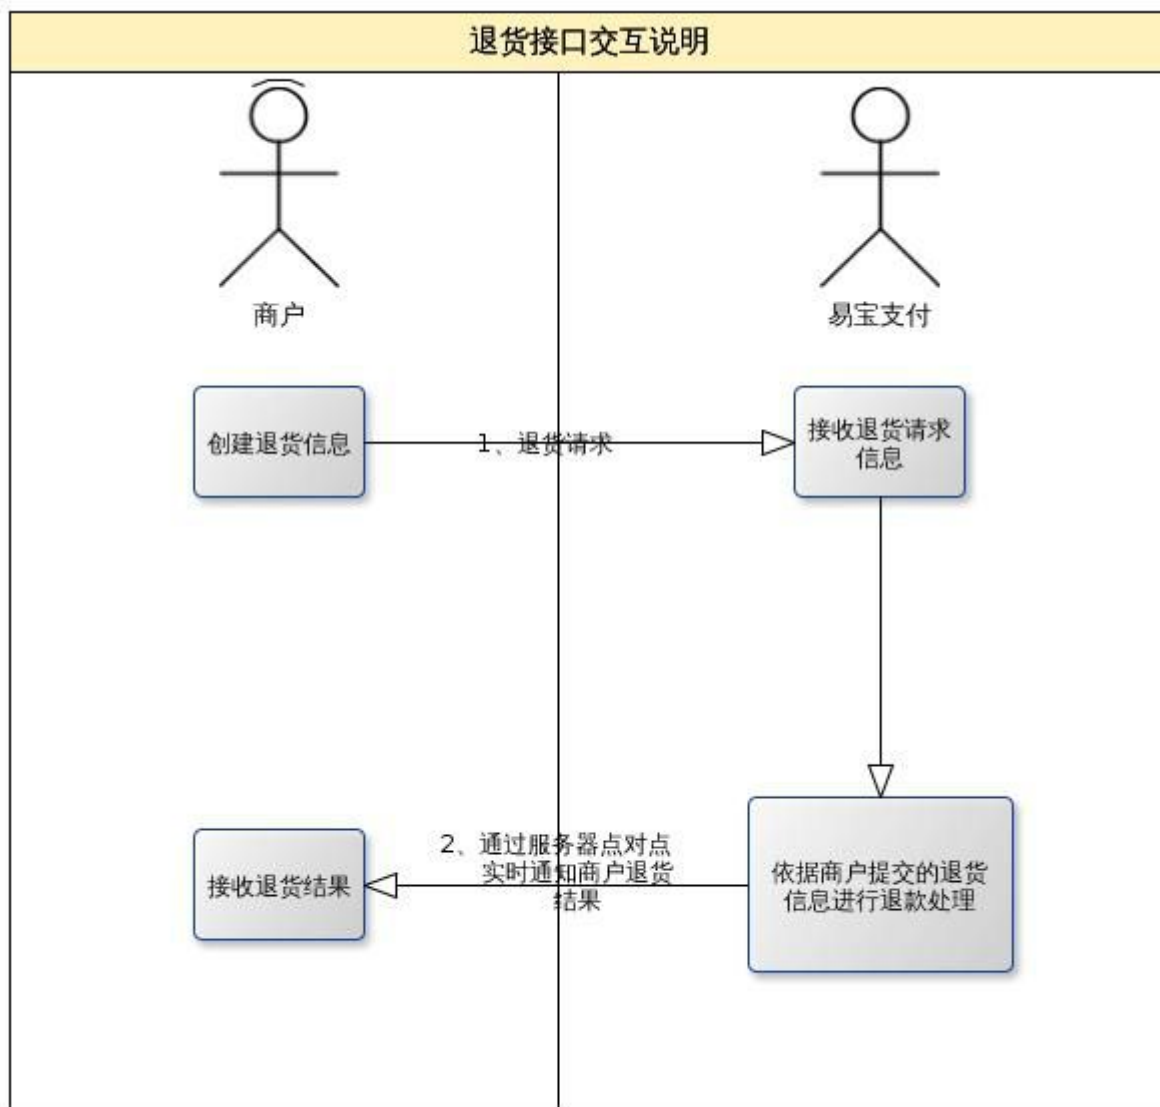 退货接口交互说明
商户
易宝支付
创建退货信息
1、退货请求
接收退货请求
信息
接收退货结果
2、通过服务器点对点
实时通知商户退货
结果
依据商户提交的退货
信息进行退款处理